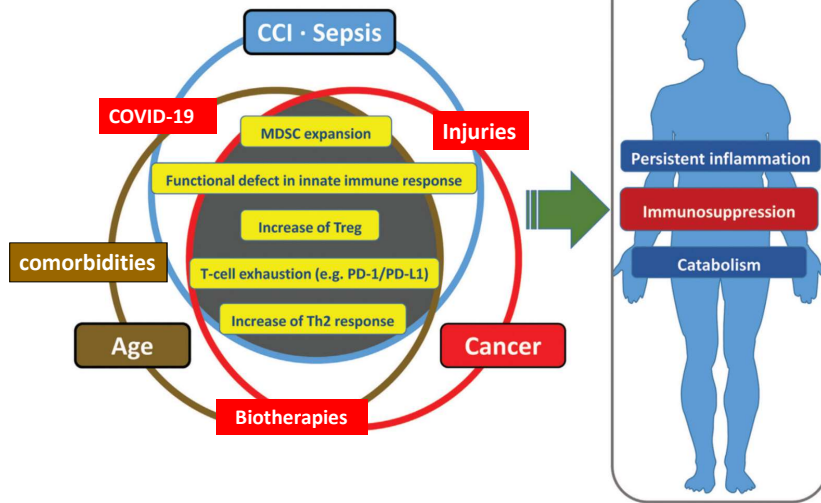 CCI · Sepsis
COVID-19
Injuries
MDSC expansion
Functional defect in innate immune response
Increase of Treg
T-cell exhaustion (e.g. PD-1/PD-L1)
Increase of Th2 response
comorbidities
Age
Cancer
Biotherapies
Persistent inflammation
Immunosuppression
Catabolism